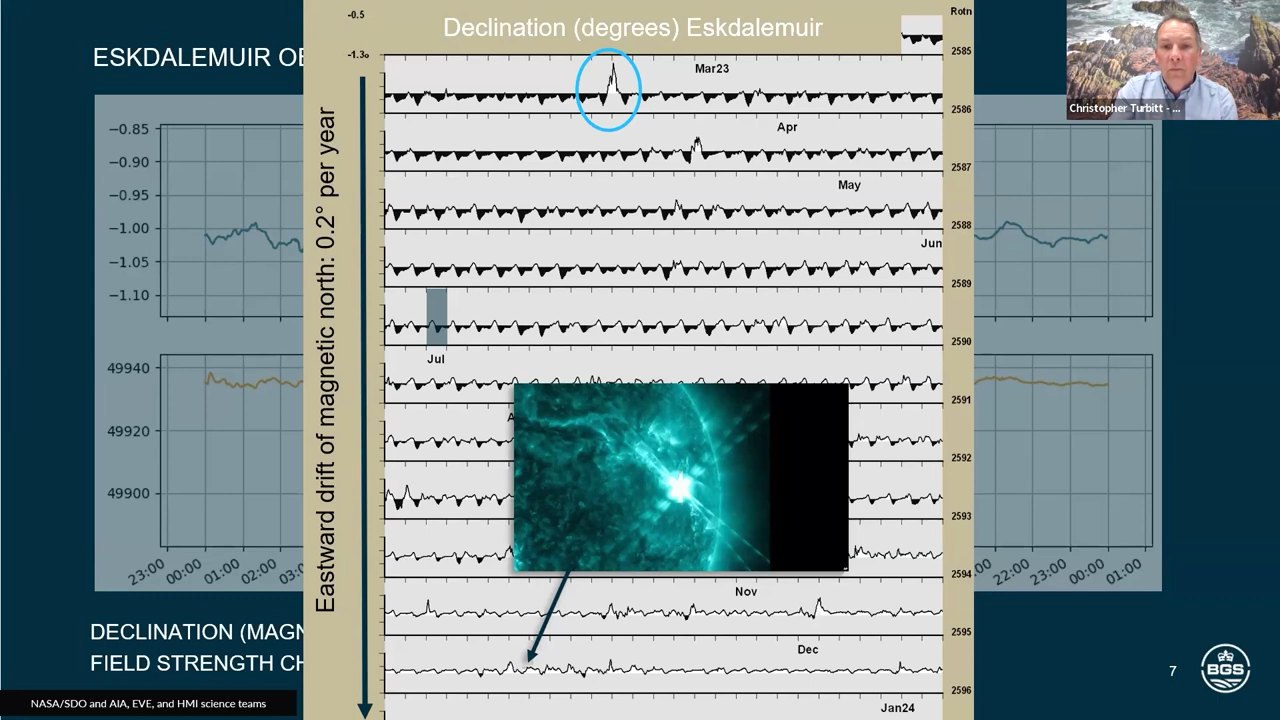 ESKDALEMUIR OB
-0.5
Declination (degrees) Eskdalemuir
Rotn
2585
-1.3o
Mar23
2586
Apr
2587
May
2588
Jun
2589
2590
Jul
2591
2592
2593
2594
Nov
2595
Dec
2596
Jan24
Eastward drift of magnetic north: 0.2° per year
−0.85
−0.90
−0.95
−1.00
−1.05
−1.10
49940
49920
49900
23:00
00:00
01:00
02:00
22:00
23:00
00:00
01:00
DECLINATION (MAGN
FIELD STRENGTH CH
Christopher Turbitt - ...
7
BGS
NASA/SDO and AIA, EVE, and HMI science teams